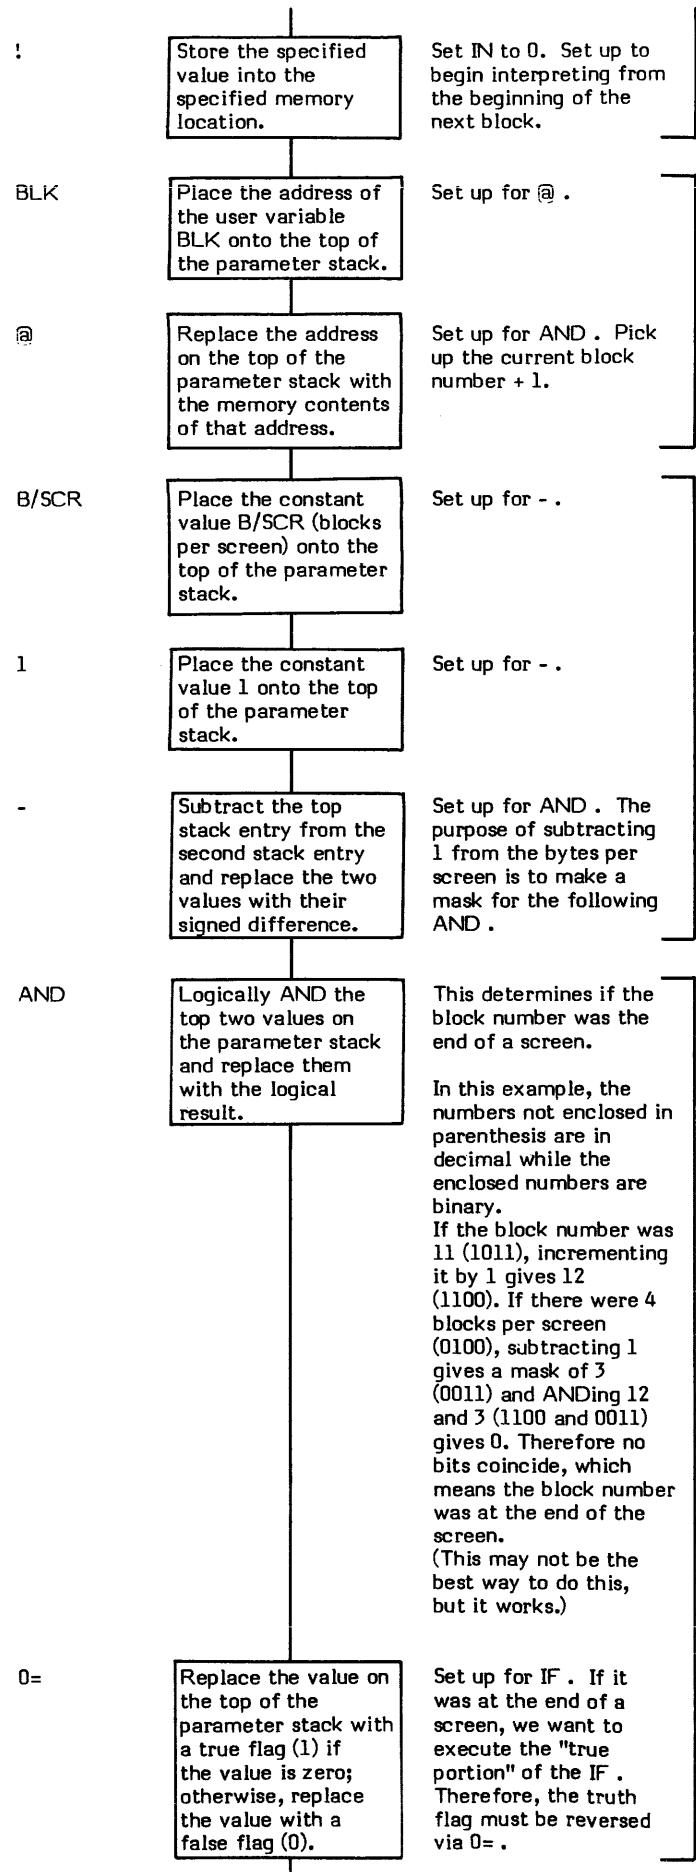 !
Store the specified
value into the
specified memory
location.
Set IN to 0. Set up to
begin interpreting from
the beginning of the
next block.
BLK
Place the address of
the user variable
BLK onto the top of
the parameter stack.
Set up for @ .
@
Replace the address
on the top of the
parameter stack with
the memory contents
of that address.
Set up for AND . Pick
up the current block
number + 1.
B/SCR
Place the constant
value B/SCR (blocks
per screen) onto the
top of the parameter
stack.
Set up for - .
1
Place the constant
value 1 onto the top
of the parameter
stack.
Set up for - .
-
Subtract the top
stack entry from the
second stack entry
and replace the two
values with their
signed difference.
Set up for AND . The
purpose of subtracting
1 from the bytes per
screen is to make a
mask for the following
AND .
AND
Logically AND the
top two values on
the parameter stack
and replace them
with the logical
result.
This determines if the
block number was the
end of a screen.
In this example, the
numbers not enclosed in
parenthesis are in
decimal while the
enclosed numbers are
binary.
If the block number was
11 (1011), incrementing
it by 1 gives 12
(1100). If there were 4
blocks per screen
(0100), subtracting 1
gives a mask of 3
(0011) and ANDing 12
and 3 (1100 and 0011)
gives 0. Therefore no
bits coincide, which
means the block number
was at the end of the
screen.
(This may not be the
best way to do this,
but it works.)
0=
Replace the value on
the top of the
parameter stack with
a true flag (1) if
the value is zero;
otherwise, replace
the value with a
false flag (0).
Set up for IF . If it
was at the end of a
screen, we want to
execute the "true
portion" of the IF .
Therefore, the truth
flag must be reversed
via 0= .